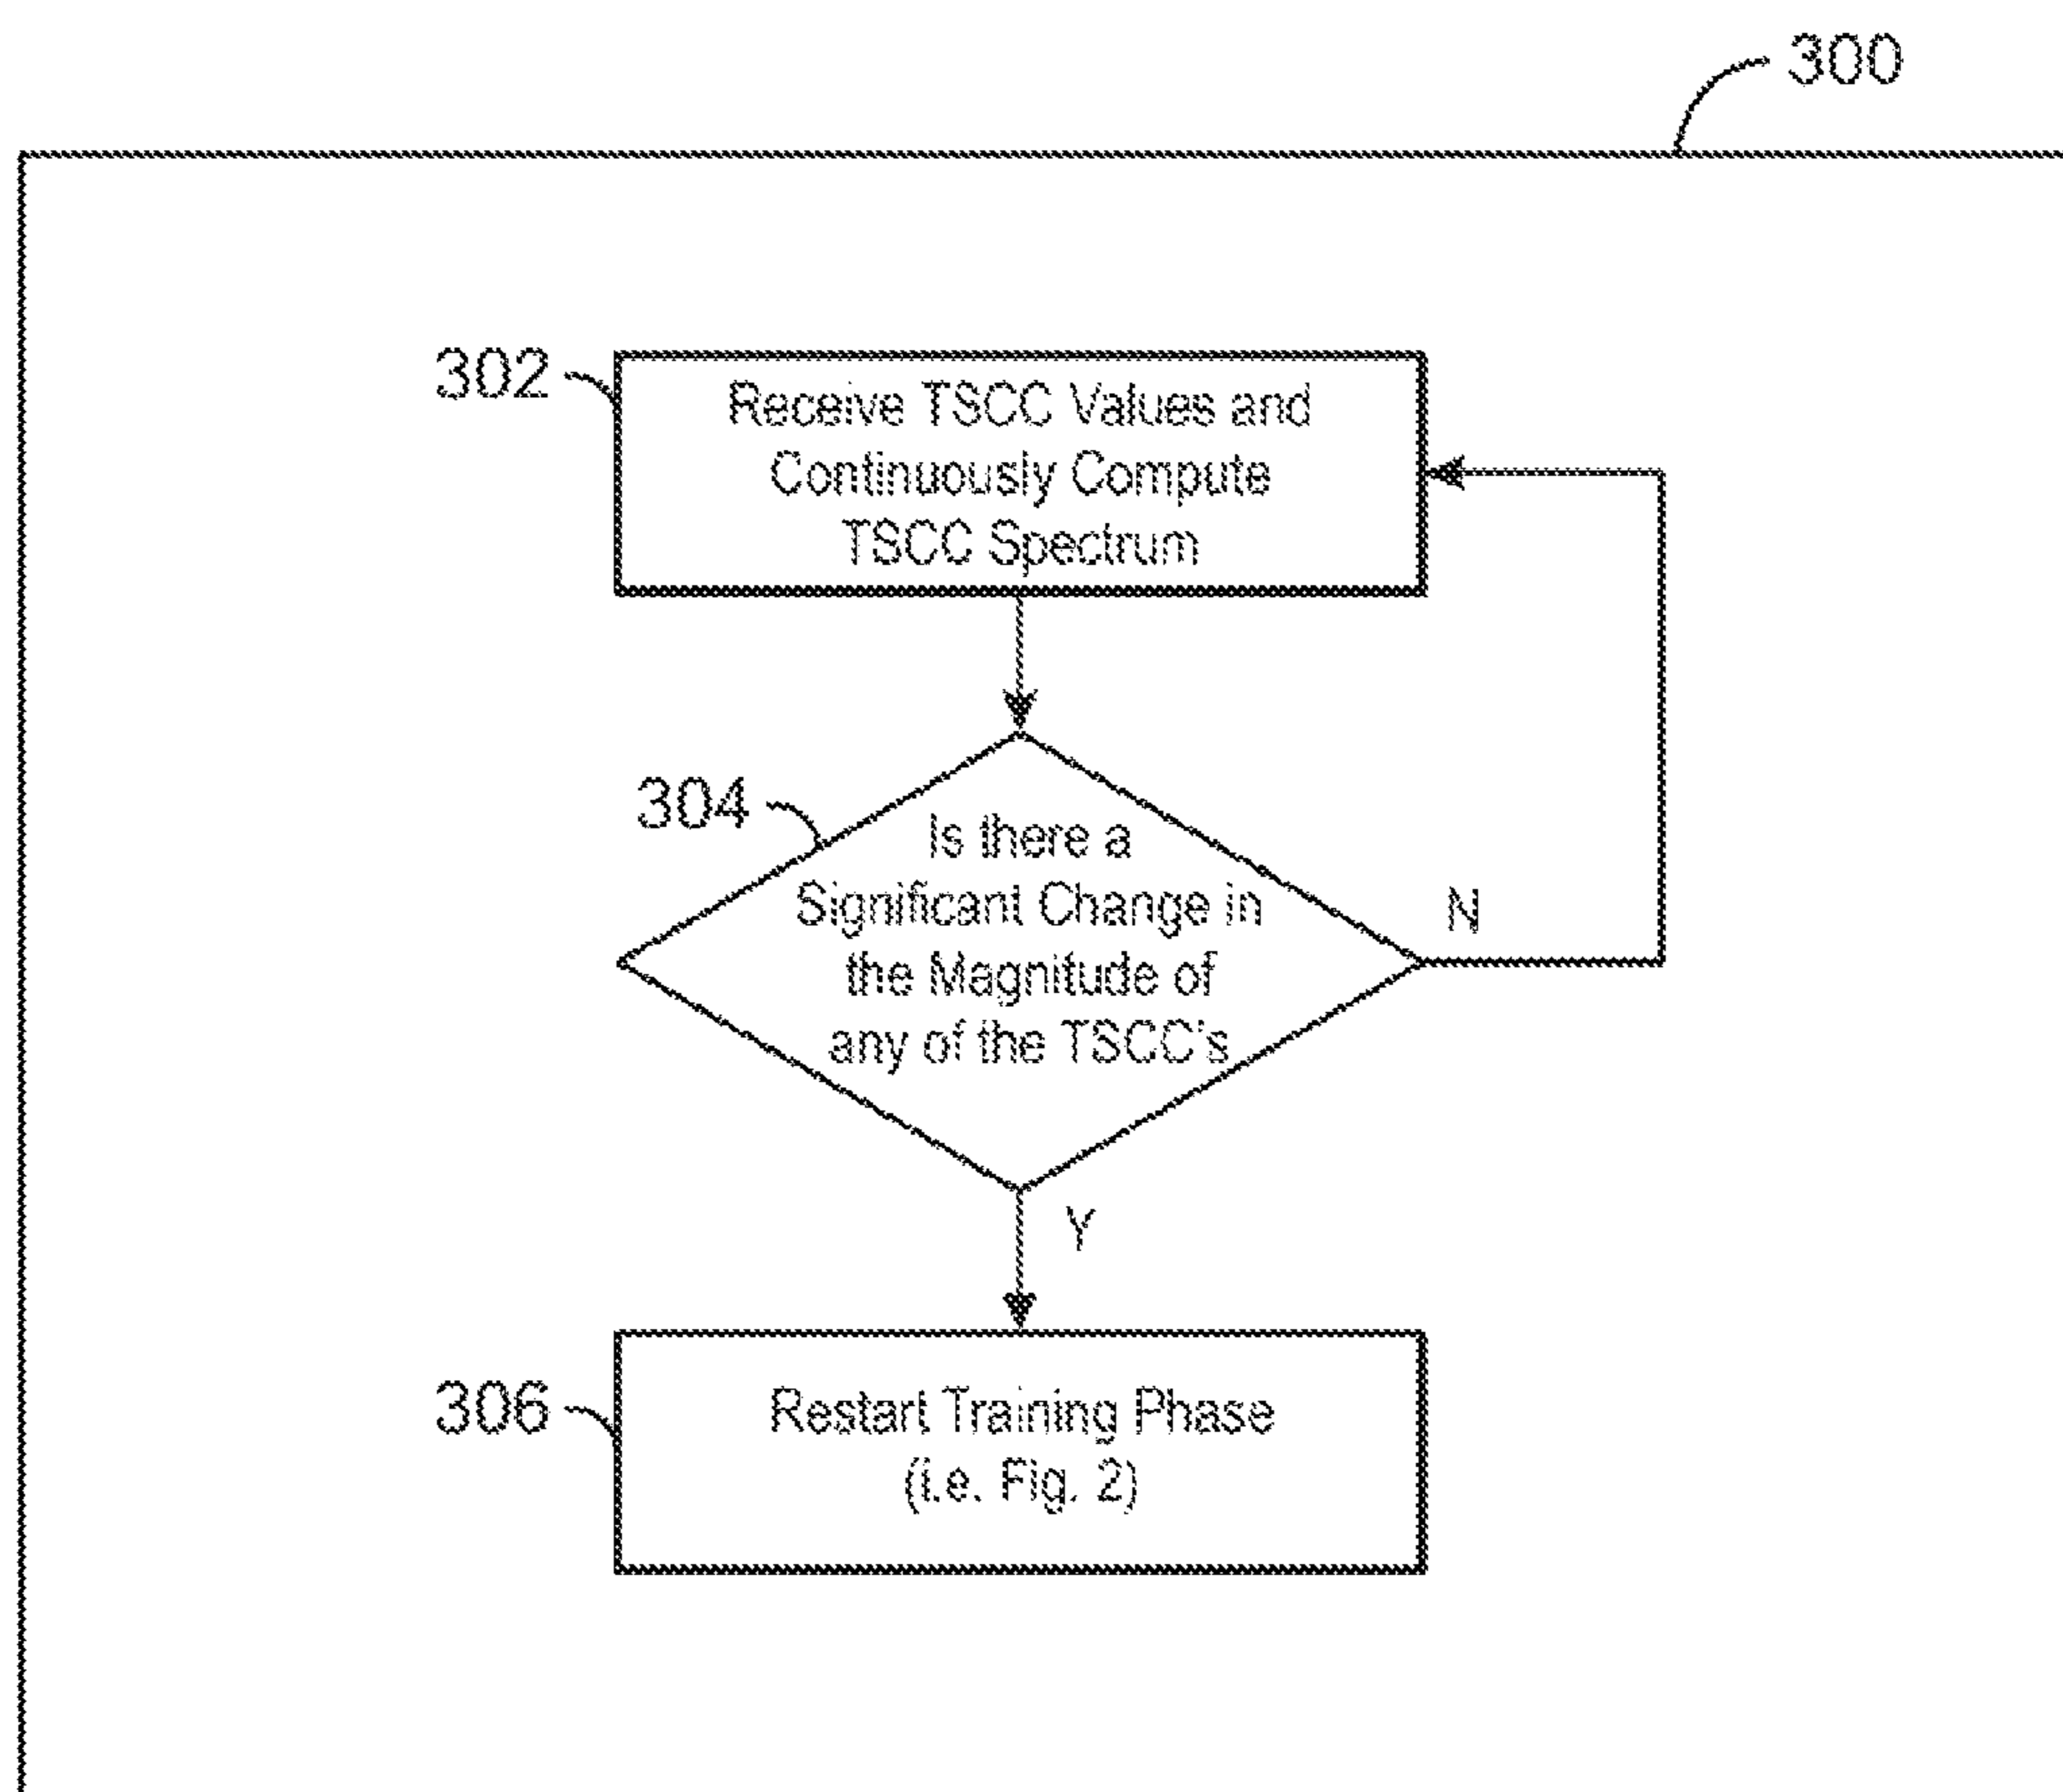 300
302
Receive TSCC Values and
Continuously Compute
TSCC Spectrum
304
Is there a
Significant Change in
the Magnitude of
any of the TSCC's
N
Y
306
Restart Training Phase
(i.e. Fig. 2)